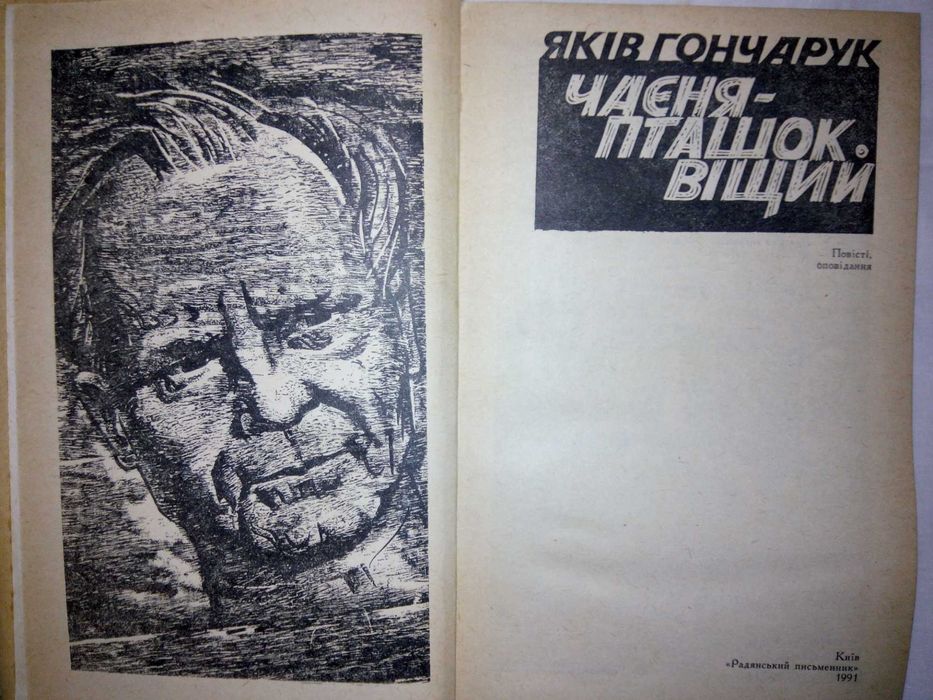 ЯКІВ ГОНЧАРУК
ЧАЄНЯ-
ПТАШОК
ВІЩИЙ
Повісті,
оповідання
Київ
«Радянський письменник»
1991